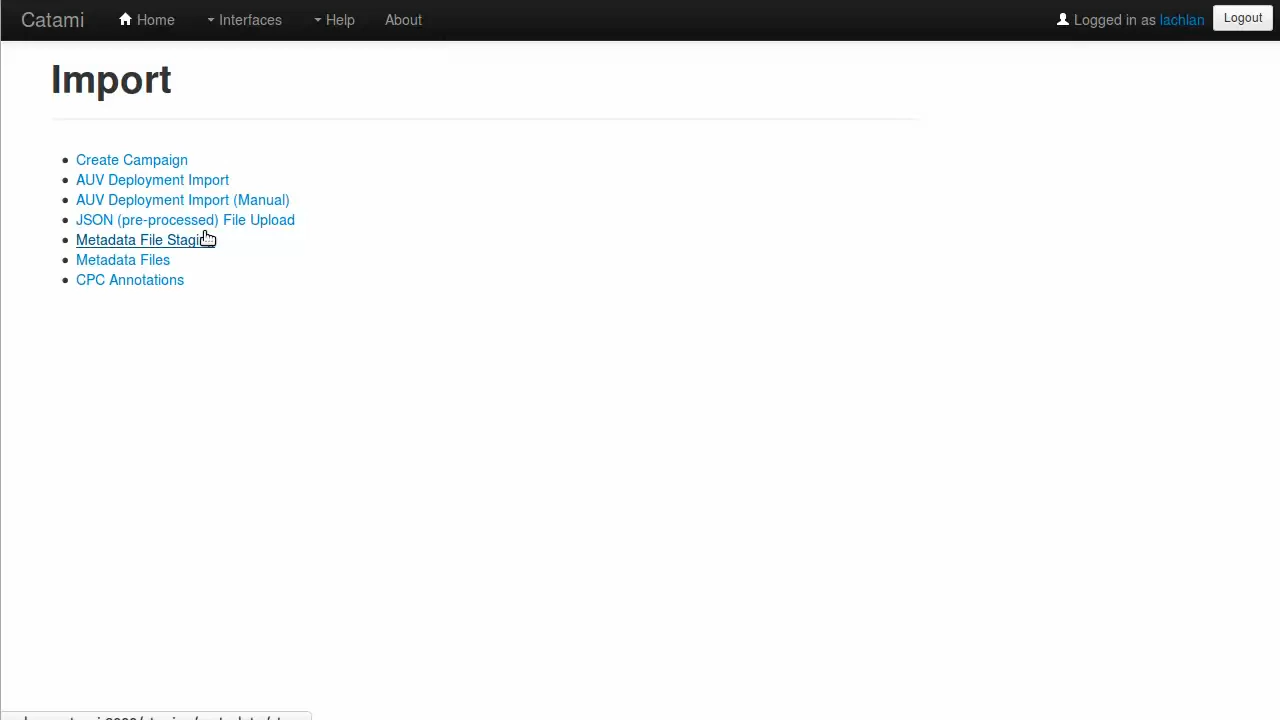 Catami Home Interfaces Help About Logged in as lachlan Logout
Import
Create Campaign
AUV Deployment Import
AUV Deployment Import (Manual)
JSON (pre-processed) File Upload
Metadata File
Metadata Files
CPC Annotations